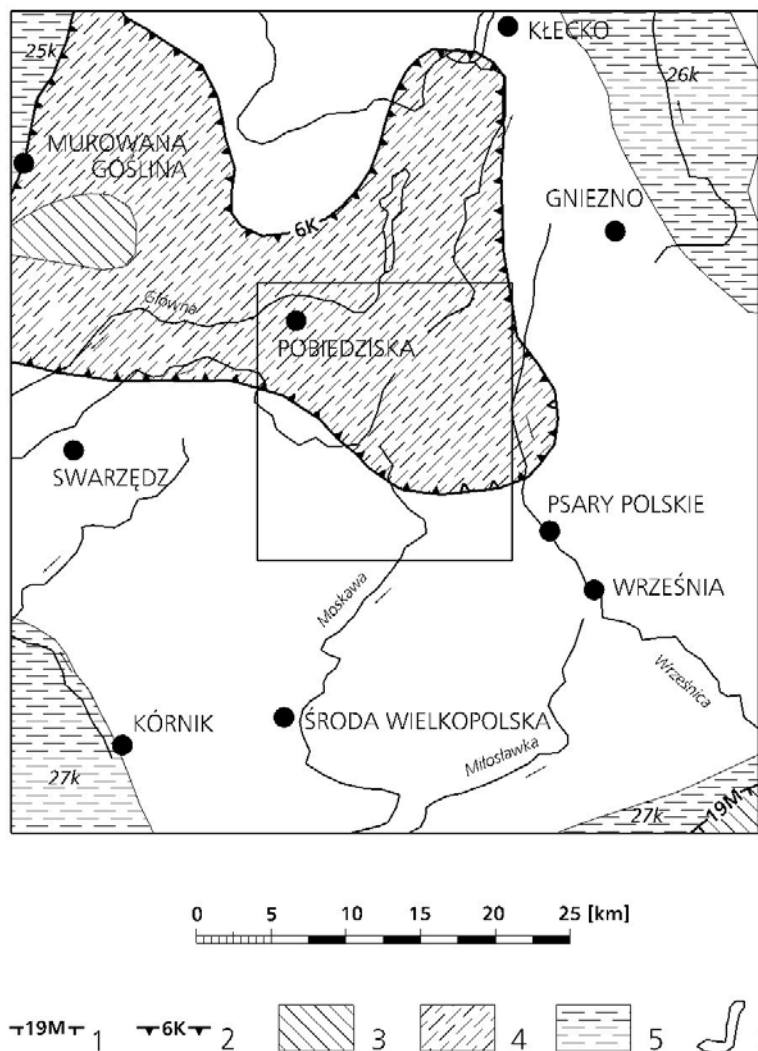 KŁECKO
25k
26k
MUROWANA
GOŚLINA
GNIEZNO
6K
Główna
POBIEDZISKA
SWARZĘDZ
PSARY POLSKIE
WRZEŚNIA
Moskawa
Wrześnica
KÓRNIK
ŚRODA WIELKOPOLSKA
Miłosławka
27k
27k
19M
0 5 10 15 20 25 [km]
19M 1 6K 2 3 4 5